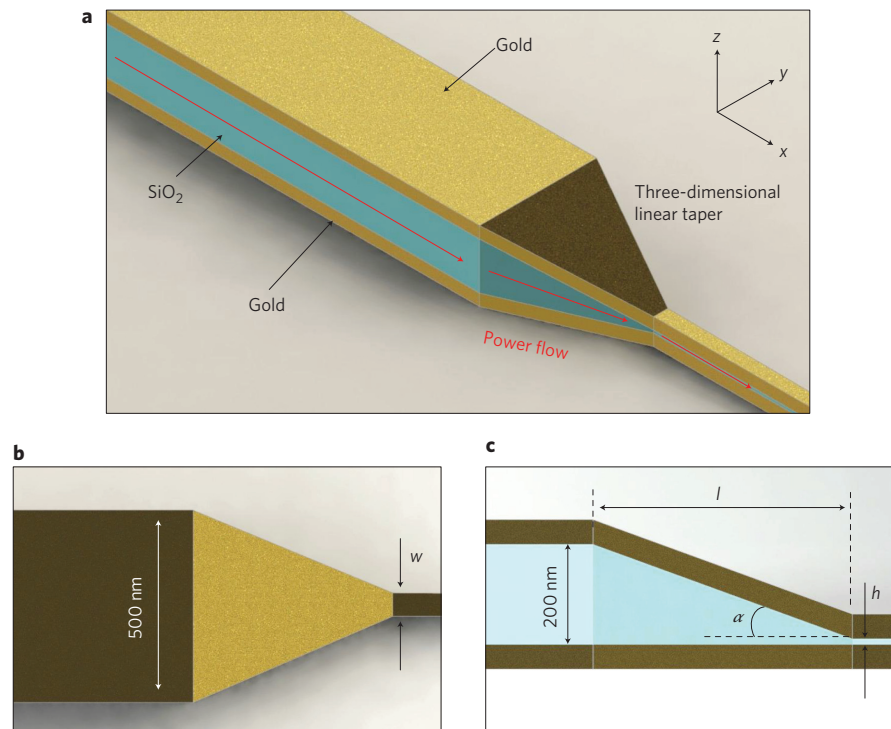 a
Gold
z
y
x
SiO₂
Three-dimensional
linear taper
Gold
Power flow
b
500 nm
w
c
l
200 nm
α
h